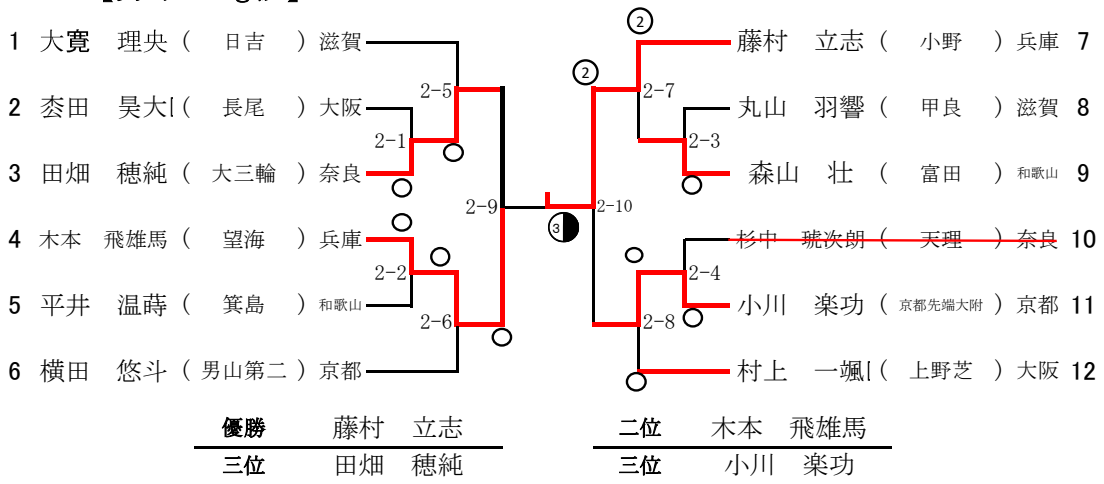 1 大寛 理央 ( 日吉 ) 滋賀
2 枩田 昊大 ( 長尾 ) 大阪
3 田畑 穂純 ( 大三輪 ) 奈良
4 木本 飛雄馬 ( 望海 ) 兵庫
5 平井 温蒔 ( 箕島 ) 和歌山
6 横田 悠斗 ( 男山第二 ) 京都
2-1
2-2
2-5
2-6
2-9
③
2-10
②
②
2-7
2-3
2-4
2-8
藤村 立志 ( 小野 ) 兵庫 7
丸山 羽響 ( 甲良 ) 滋賀 8
森山 壮 ( 富田 ) 和歌山 9
杉中 琥次朗 ( 天理 ) 奈良 10
小川 楽功 ( 京都先端大附 ) 京都 11
村上 一颯 ( 上野芝 ) 大阪 12
優勝 藤村 立志
三位 田畑 穂純
二位 木本 飛雄馬
三位 小川 楽功